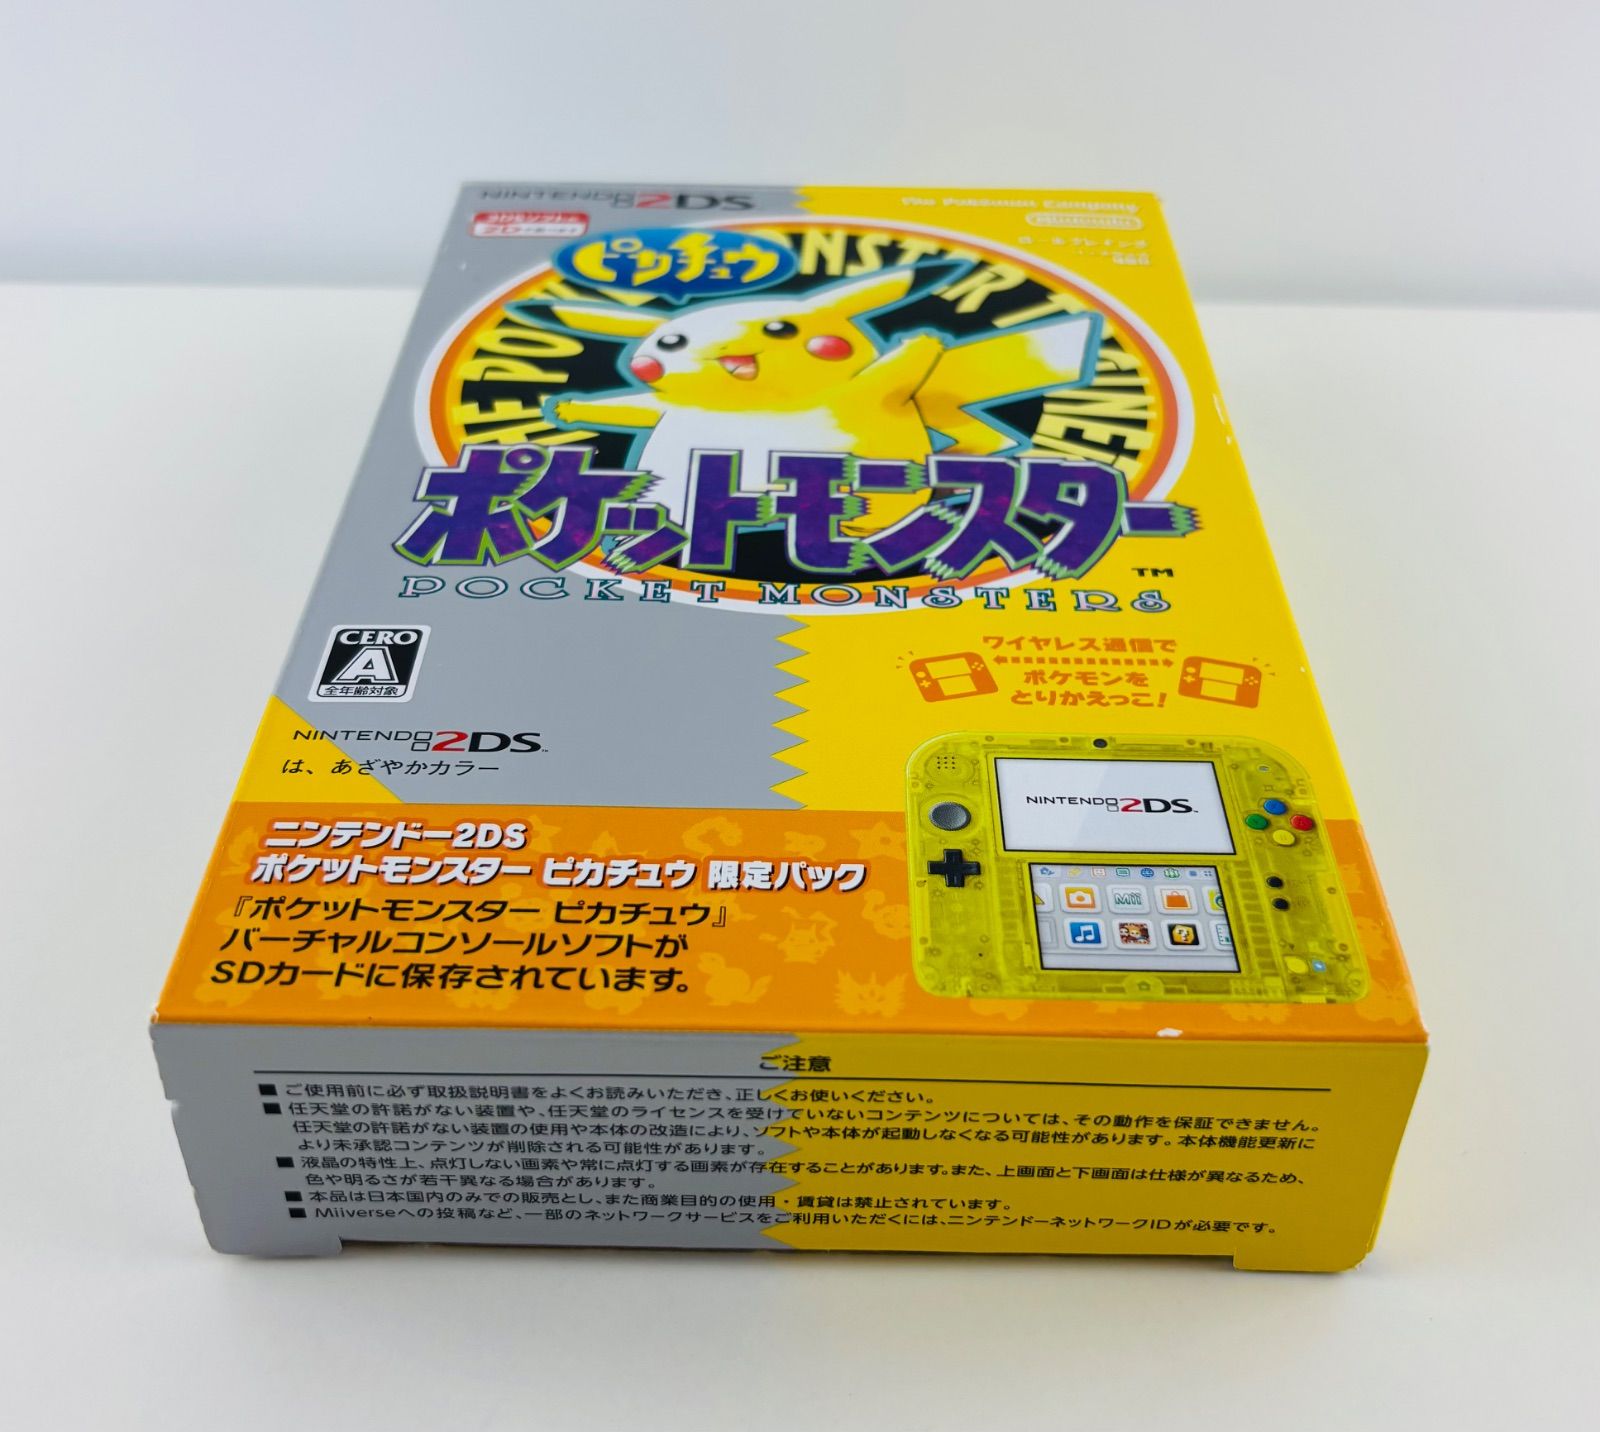 NINTENDO 2DS
The Pokémon Company
Nintendo
ピカチュウ
THE POCKET MONSTER TRAINER
ポケットモンスター
TM
POCKET MONSTERS
CERO
A
全年齢対象
ワイヤレス通信で
ポケモンを
とりかえっこ!
NINTENDO 2DS™
は、あざやかカラー
NINTENDO 2DS™
Mii
ニンテンドー2DS
ポケットモンスター ピカチュウ 限定パック
『ポケットモンスター ピカチュウ』
バーチャルコンソールソフトが
SDカードに保存されています。
ご注意
■ ご使用前に必ず取扱説明書をよくお読みいただき、正しくお使いください。
■ 任天堂の許諾がない装置や、任天堂のライセンスを受けていないコンテンツについては、その動作を保証できません。
任天堂の許諾がない装置の使用や本体の改造により、ソフトや本体が起動しなくなる可能性があります。本体機能更新に
より未承認コンテンツが削除される可能性があります。
■ 液晶の特性上、点灯しない画素や常に点灯する画素が存在することがあります。また、上画面と下画面は仕様が異なるため、
色や明るさが若干異なる場合があります。
■ 本品は日本国内のみでの販売とし、また商業目的の使用・賃貸は禁止されています。
■ Miiverseへの投稿など、一部のネットワークサービスをご利用いただくには、ニンテンドーネットワークIDが必要です。